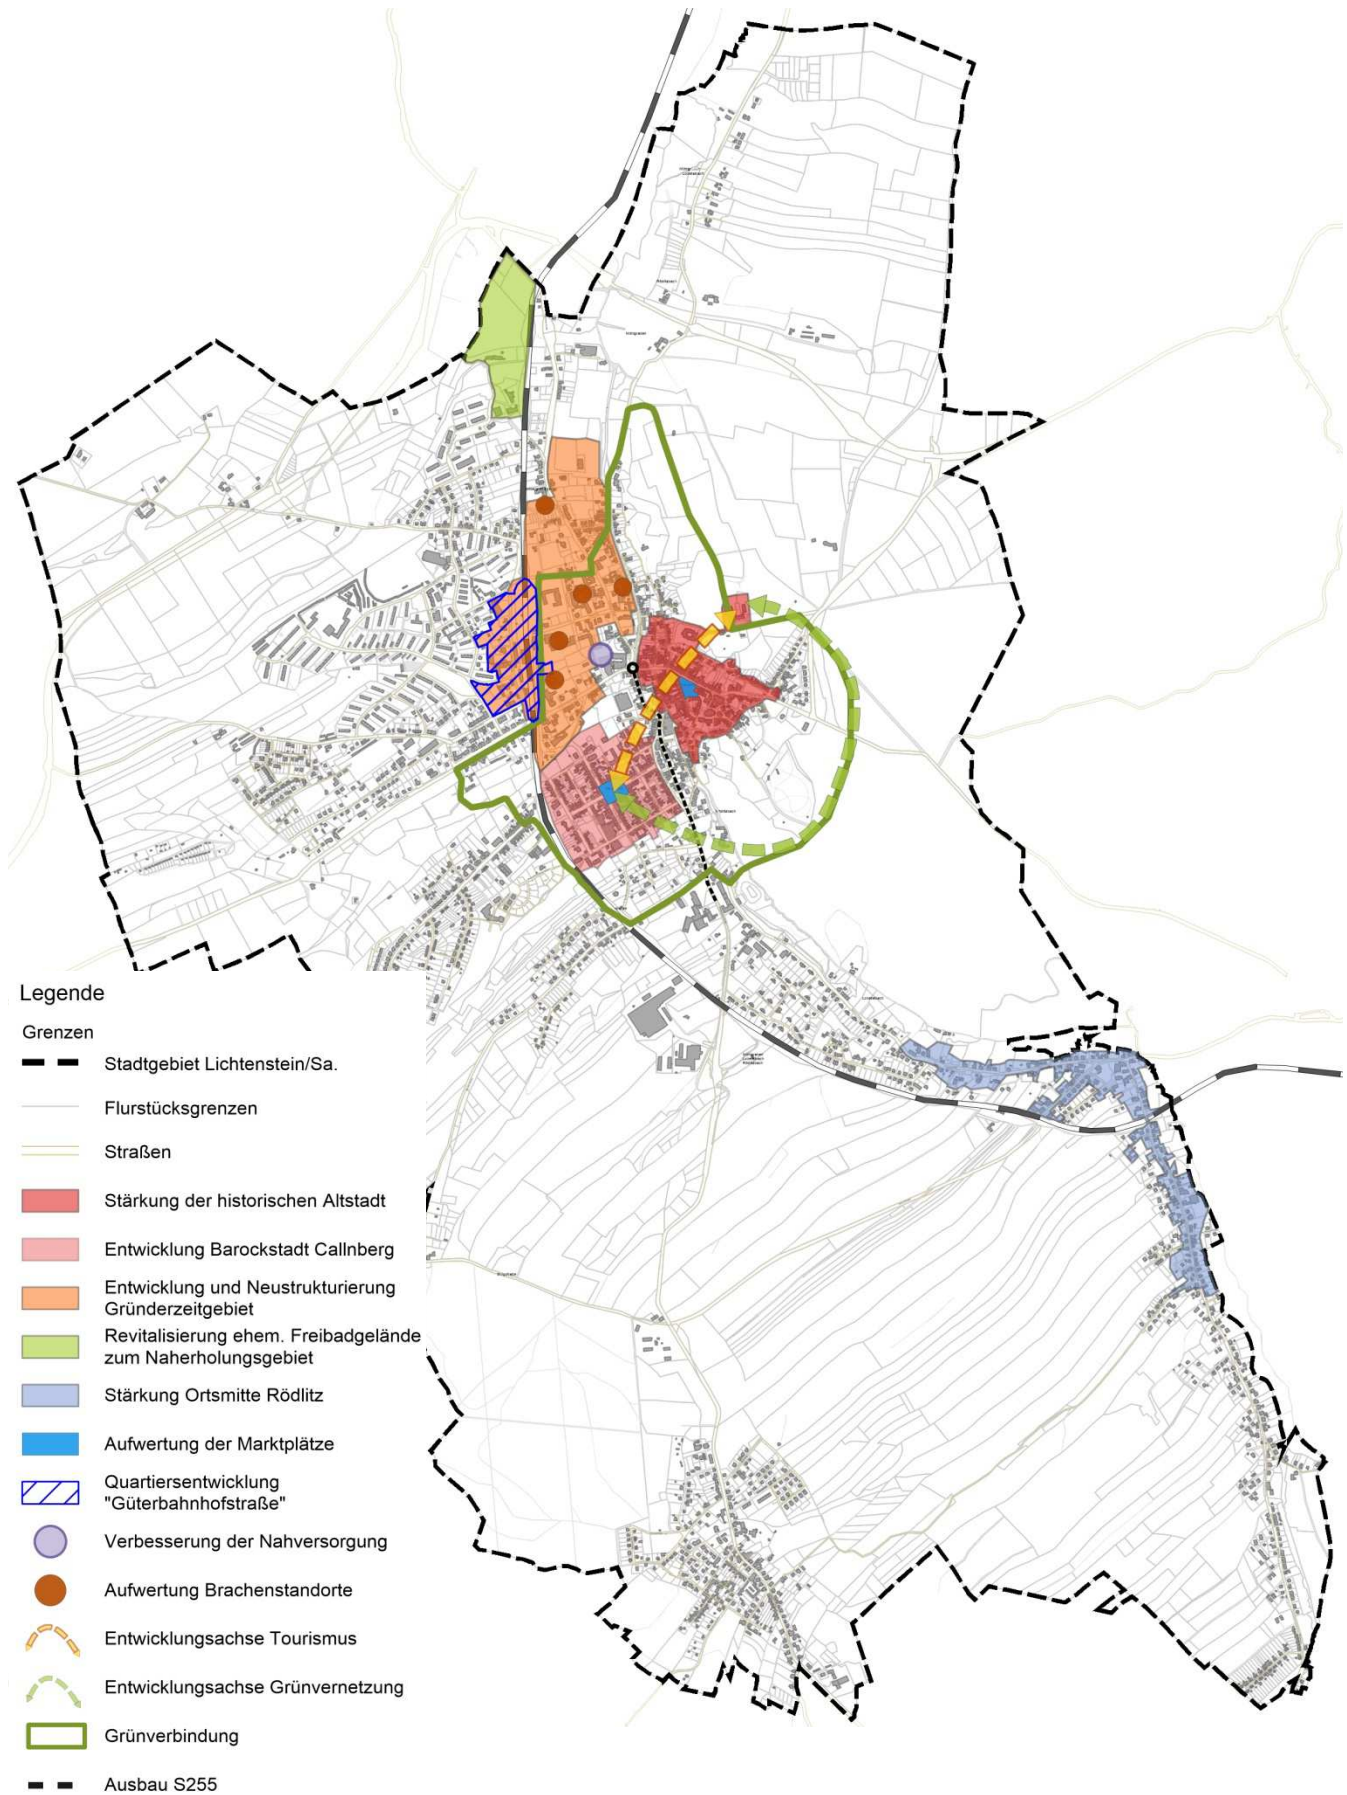 Legende
Grenzen
Stadtgebiet Lichtenstein/Sa.
Flurstücksgrenzen
Straßen
Stärkung der historischen Altstadt
Entwicklung Barockstadt Callnberg
Entwicklung und Neustrukturierung
Gründerzeitgebiet
Revitalisierung ehem. Freibadgelände
zum Naherholungsgebiet
Stärkung Ortsmitte Rödlitz
Aufwertung der Marktplätze
Quartiersentwicklung
"Güterbahnhofstraße"
Verbesserung der Nahversorgung
Aufwertung Brachenstandorte
Entwicklungsachse Tourismus
Entwicklungsachse Grünvernetzung
Grünverbindung
Ausbau S255